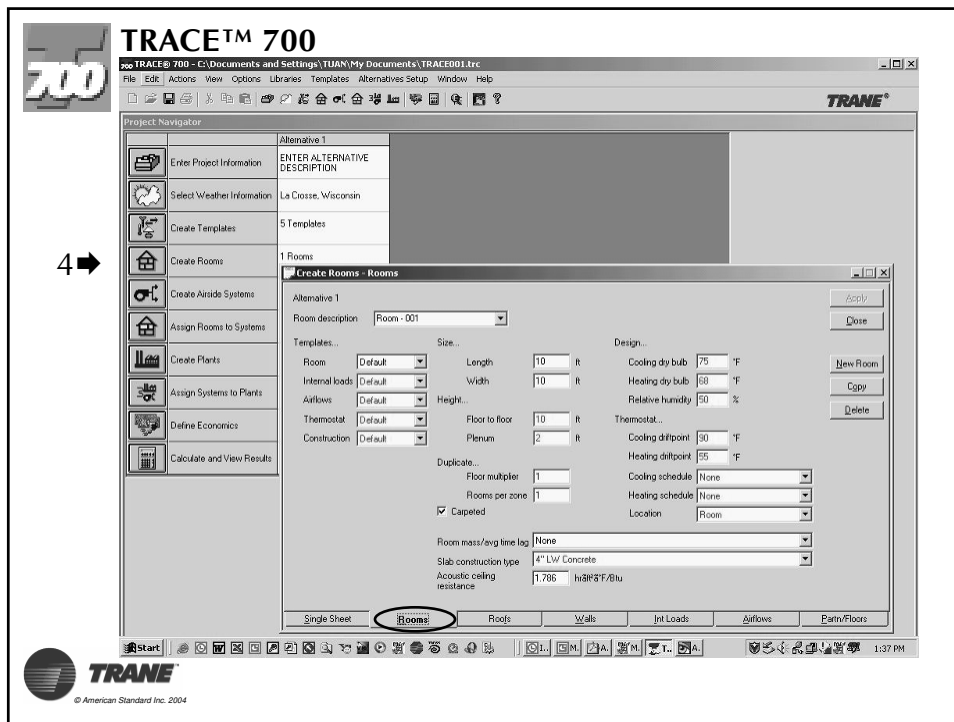 TRACE™ 700
700
700 TRACE® 700 - C:\Documents and Settings\TUAN\My Documents\TRACE001.trc
File Edit Actions View Options Libraries Templates Alternatives Setup Window Help
TRANE®
Project Navigator
Alternative 1
Enter Project Information
ENTER ALTERNATIVE
DESCRIPTION
Select Weather Information
La Crosse, Wisconsin
Create Templates
5 Templates
4
Create Rooms
1 Rooms
Create Airside Systems
Assign Rooms to Systems
Create Plants
Assign Systems to Plants
Define Economics
Calculate and View Results
Create Rooms - Rooms
Alternative 1
Apply
Room description Room - 001
Close
Templates... Size... Design...
Room Default Length 10 ft Cooling dry bulb 75 °F
New Room
Internal loads Default Width 10 ft Heating dry bulb 68 °F
Copy
Airflows Default Height... Relative humidity 50 %
Delete
Thermostat Default Floor to floor 10 ft Thermostat...
Construction Default Plenum 2 ft Cooling driftpoint 90 °F
Heating driftpoint 55 °F
Duplicate...
Floor multiplier 1 Cooling schedule None
Rooms per zone 1 Heating schedule None
Carpeted Location Room
Room mass/avg time lag None
Slab construction type 4" LW Concrete
Acoustic ceiling
resistance 1.786 hrãft²ã°F/Btu
Single Sheet Rooms Roofs Walls Int Loads Airflows Partn/Floors
Start M. A. M. T.. A. 1:37 PM
TRANE
© American Standard Inc. 2004